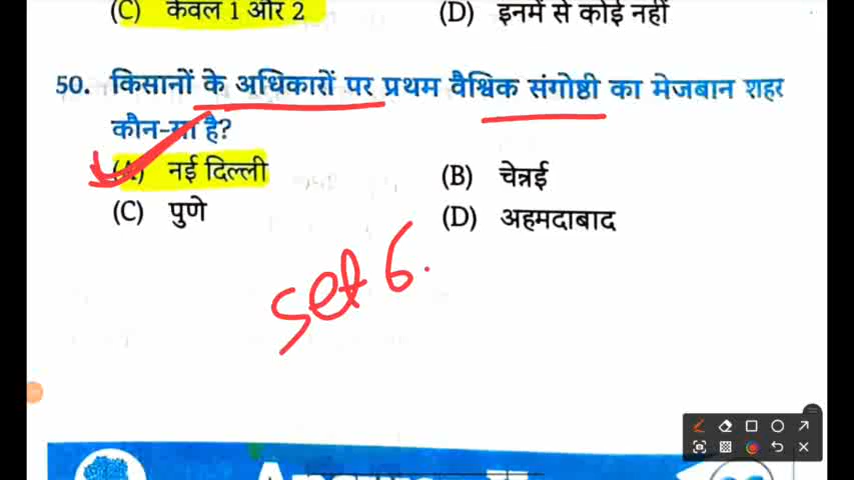 (C) केवल 1 और 2 (D) इनमें से कोई नहीं
50. किसानों के अधिकारों पर प्रथम वैश्विक संगोष्ठी का मेजबान शहर
कौन-सा है?
(A) नई दिल्ली (B) चेन्नई
(C) पुणे (D) अहमदाबाद
set 6.